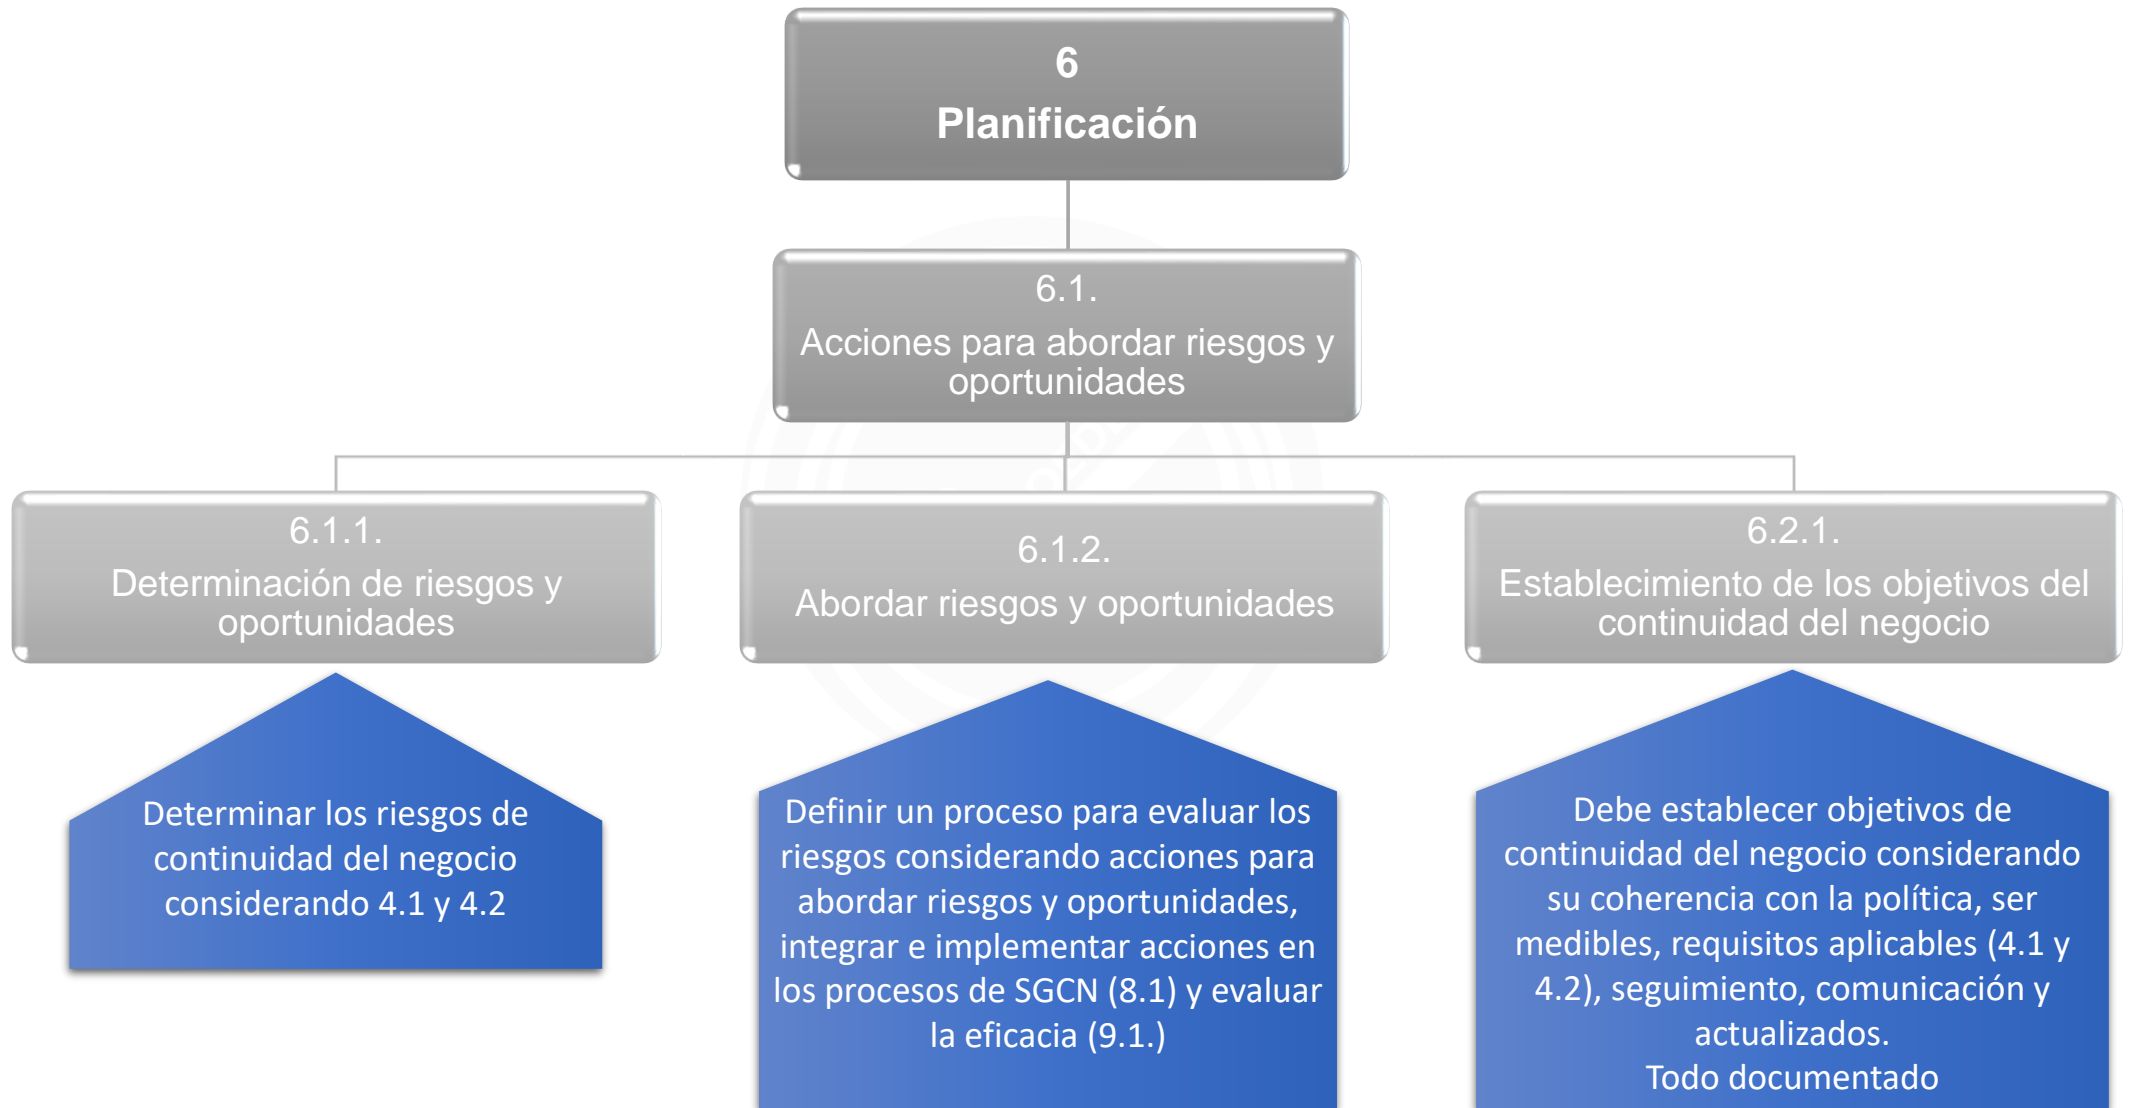 6
Planificación
6.1.
Acciones para abordar riesgos y
oportunidades
6.1.1.
Determinación de riesgos y
oportunidades
6.1.2.
Abordar riesgos y oportunidades
6.2.1.
Establecimiento de los objetivos del
continuidad del negocio
Determinar los riesgos de
continuidad del negocio
considerando 4.1 y 4.2
Definir un proceso para evaluar los
riesgos considerando acciones para
abordar riesgos y oportunidades,
integrar e implementar acciones en
los procesos de SGCN (8.1) y evaluar
la eficacia (9.1.)
Debe establecer objetivos de
continuidad del negocio considerando
su coherencia con la política, ser
medibles, requisitos aplicables (4.1 y
4.2), seguimiento, comunicación y
actualizados.
Todo documentado